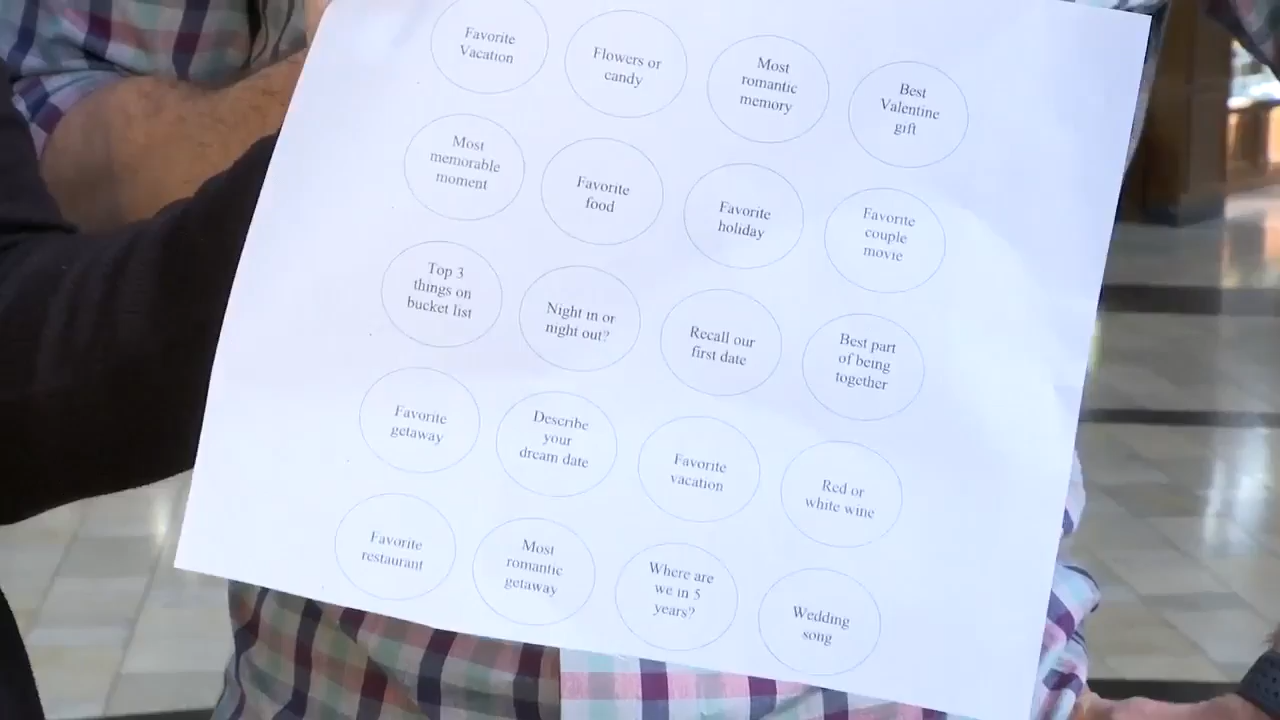 Favorite
Vacation
Flowers or
candy
Most
romantic
memory
Best
Valentine
gift
Most
memorable
moment
Favorite
food
Favorite
holiday
Favorite
couple
movie
Top 3
things on
bucket list
Night in or
night out?
Recall our
first date
Best part
of being
together
Favorite
getaway
Describe
your
dream date
Favorite
vacation
Red or
white wine
Favorite
restaurant
Most
romantic
getaway
Where are
we in 5
years?
Wedding
song